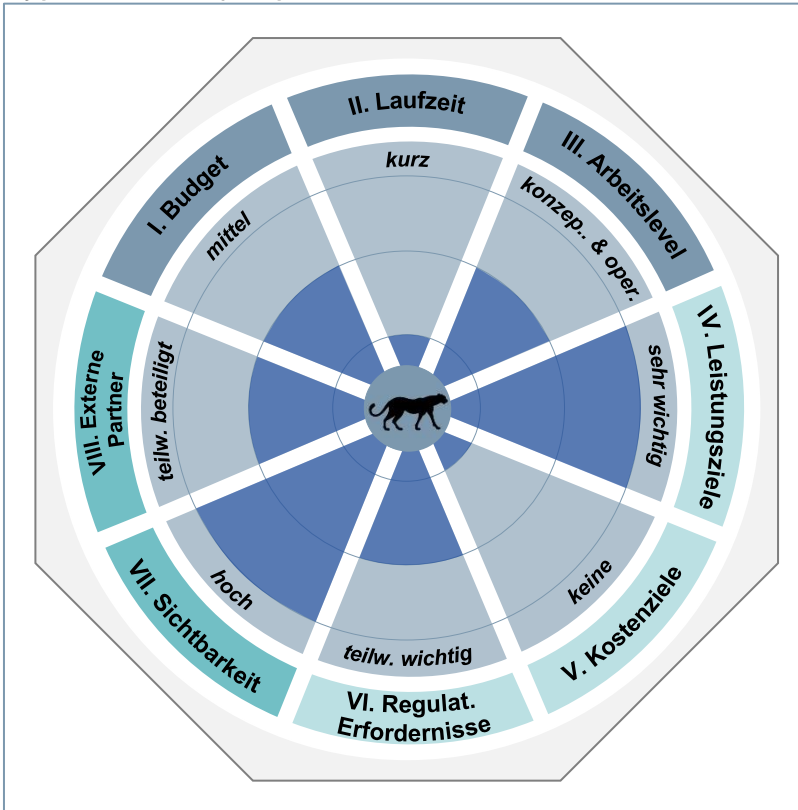 I. Budget
mittel
II. Laufzeit
kurz
III. Arbeitslevel
konzep.. & oper.
IV. Leistungsziele
sehr wichtig
V. Kostenziele
keine
VI. Regulat.
Erfordernisse
teilw. wichtig
VII. Sichtbarkeit
hoch
VIII. Externe
Partner
teilw. beteiligt